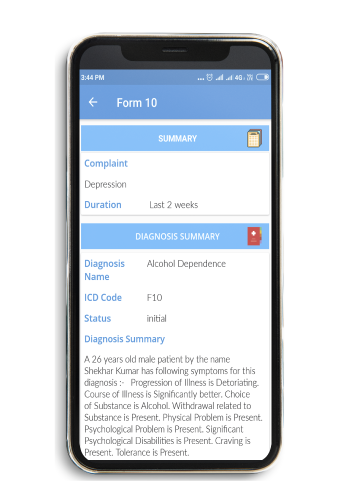 3:44 PM ... 4G
Form 10
SUMMARY
Complaint
Depression
Duration Last 2 weeks
DIAGNOSIS SUMMARY
Diagnosis Alcohol Dependence
Name
ICD Code F10
Status initial
Diagnosis Summary
A 26 years old male patient by the name
Shekhar Kumar has following symptoms for this
diagnosis :- Progression of Illness is Detoriating.
Course of Illness is Significantly better. Choice
of Substance is Alcohol. Withdrawal related to
Substance is Present. Physical Problem is Present.
Psychological Problem is Present. Significant
Psychological Disabilities is Present. Craving is
Present. Tolerance is Present.